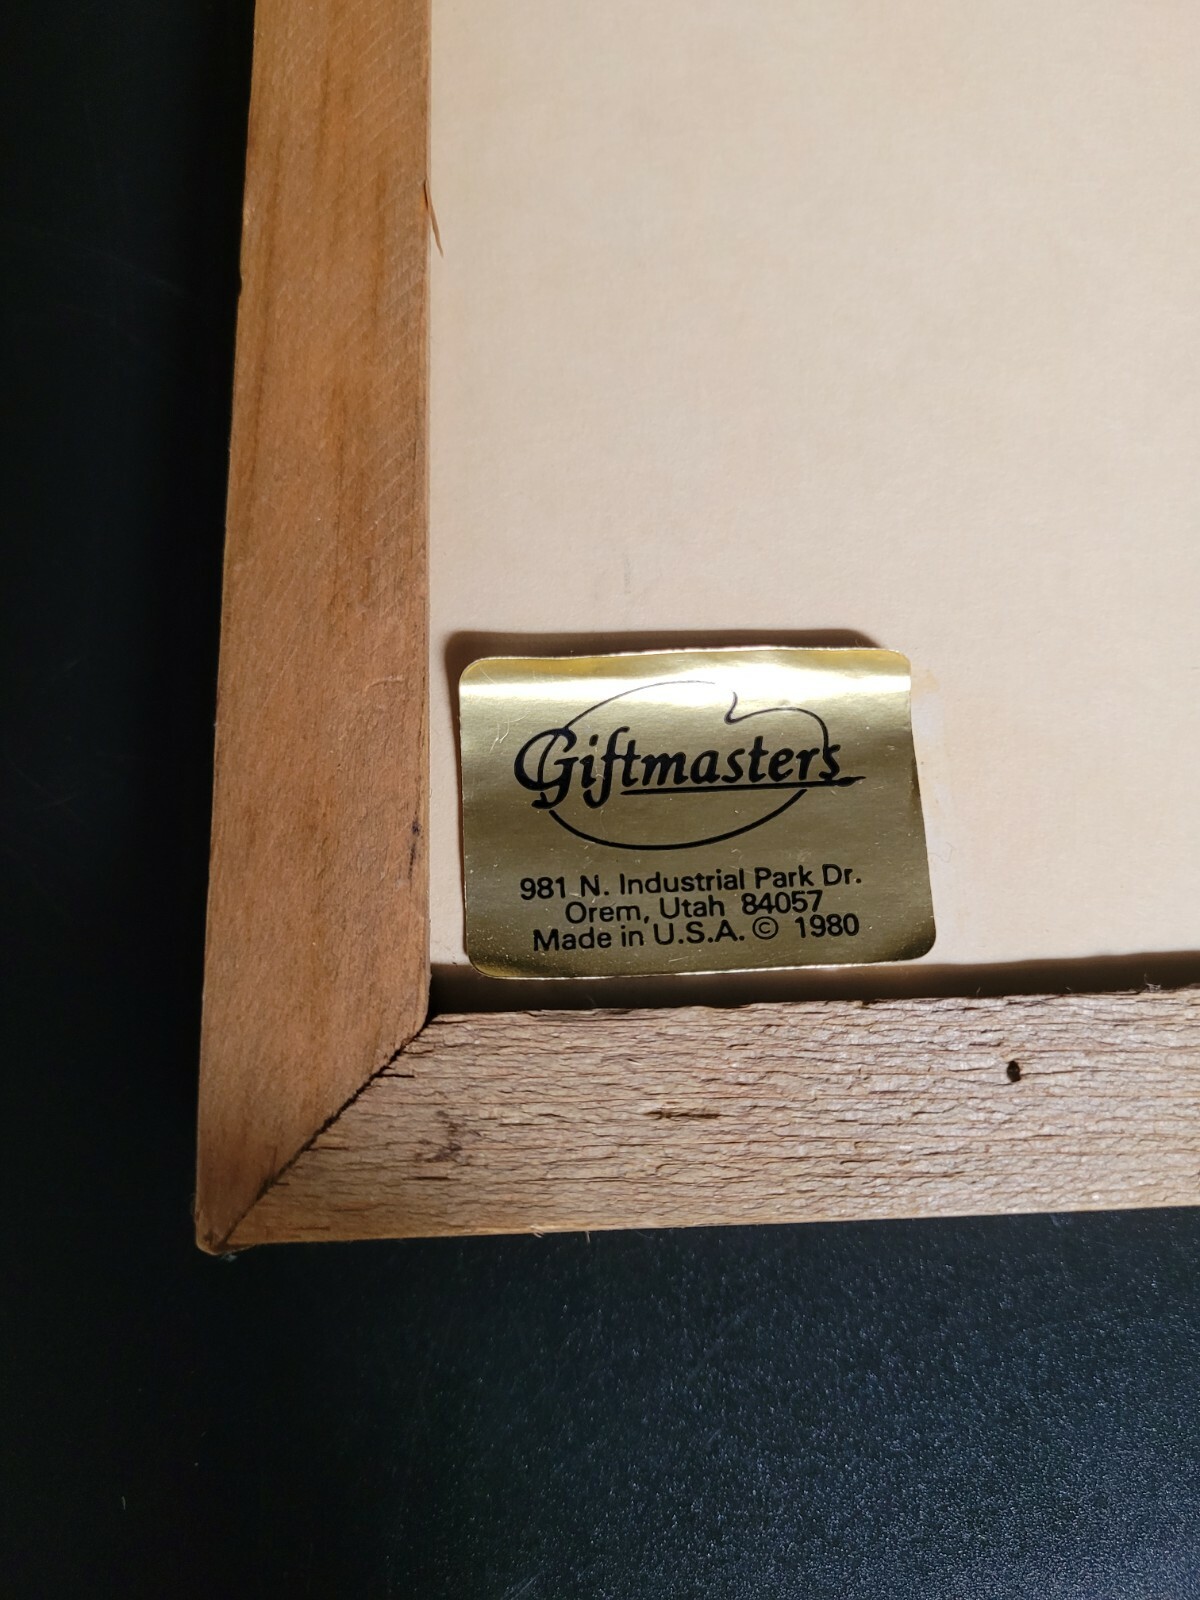 Giftmasters
981 N. Industrial Park Dr.
Orem, Utah 84057
Made in U.S.A. © 1980